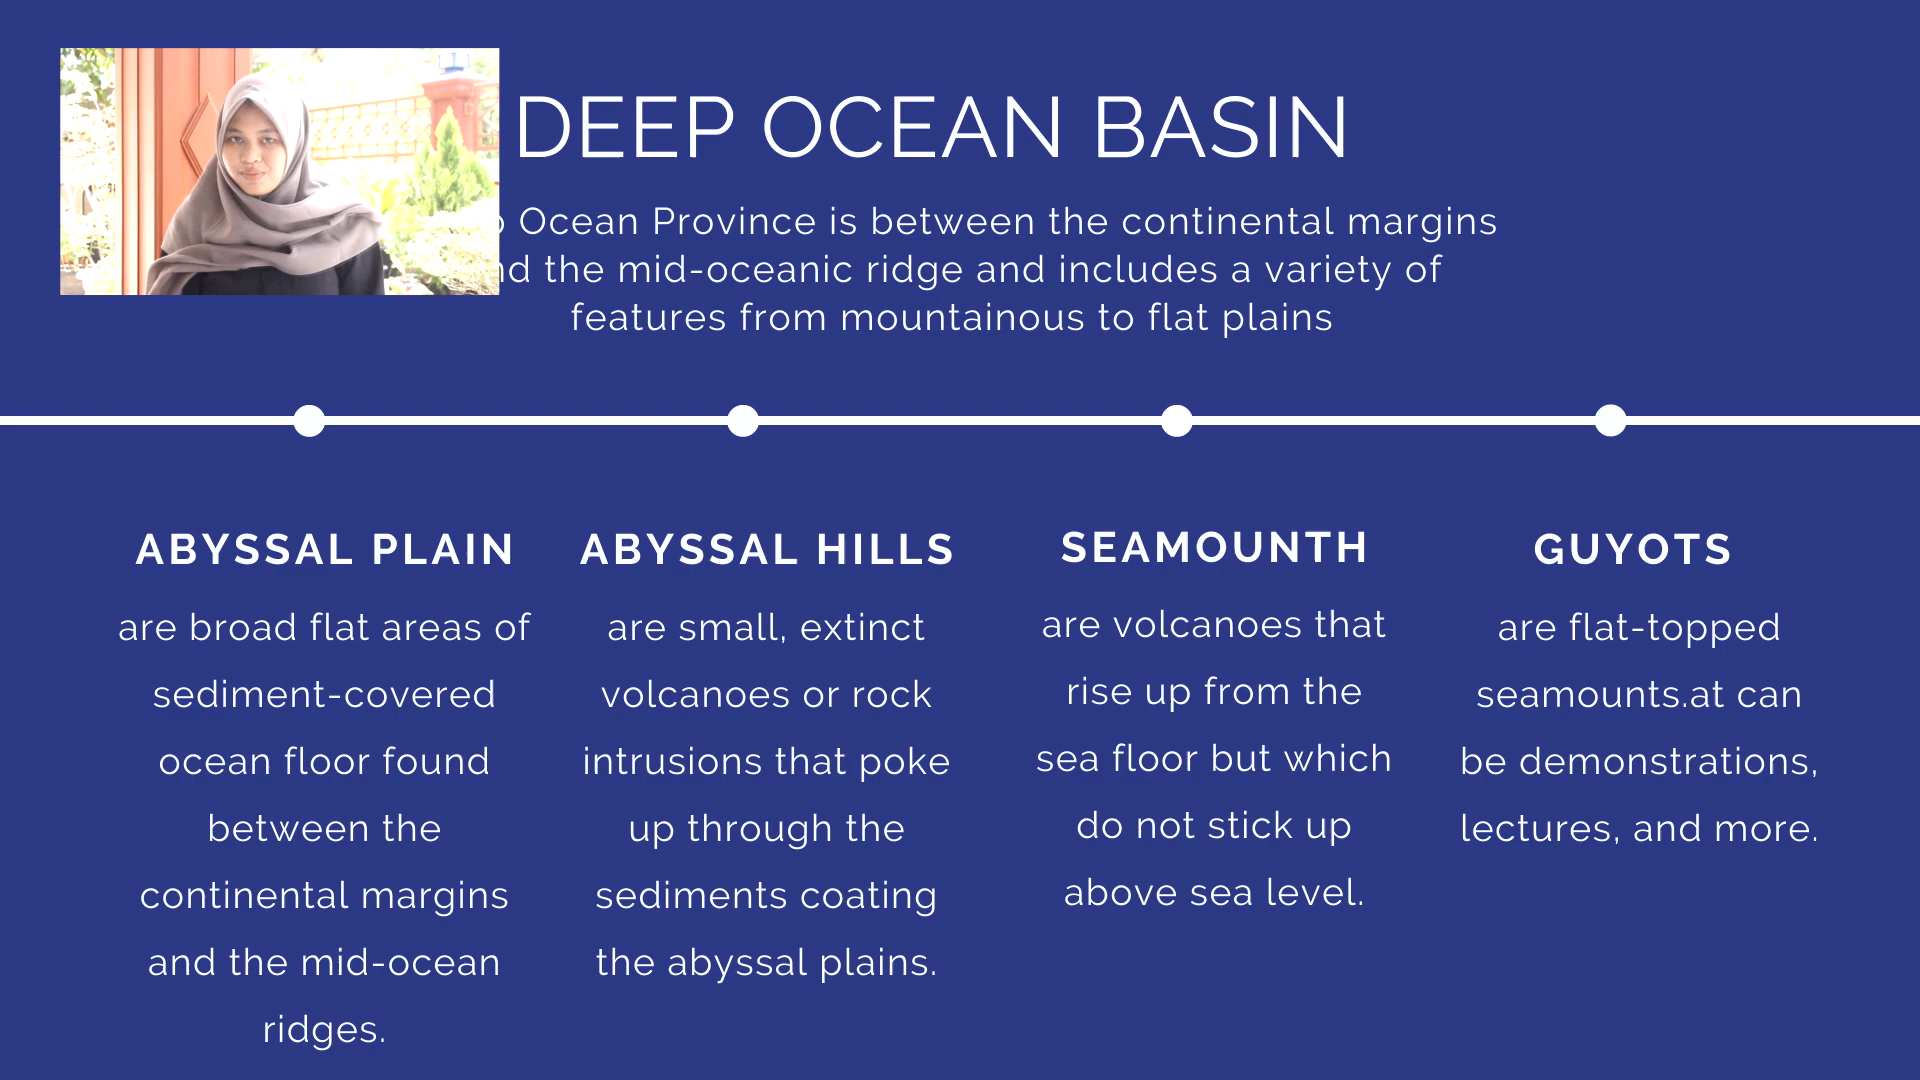 DEEP OCEAN BASIN
Ocean Province is between the continental margins
the mid-oceanic ridge and includes a variety of
features from mountainous to flat plains
ABYSSAL PLAIN
are broad flat areas of
sediment-covered
ocean floor found
between the
continental margins
and the mid-ocean
ridges.
ABYSSAL HILLS
are small, extinct
volcanoes or rock
intrusions that poke
up through the
sediments coating
the abyssal plains.
SEAMOUNTH
are volcanoes that
rise up from the
sea floor but which
do not stick up
above sea level.
GUYOTS
are flat-topped
seamounts.at can
be demonstrations,
lectures, and more.